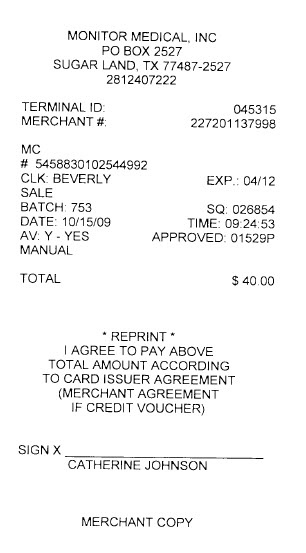 MONITOR MEDICAL, INC
PO BOX 2527
SUGAR LAND, TX 77487-2527
2812407222
TERMINAL ID: 045315
MERCHANT #: 227201137998
MC
# 5458830102544992
CLK: BEVERLY EXP.: 04/12
SALE
BATCH: 753 SQ: 026854
DATE: 10/15/09 TIME: 09:24:53
AV: Y - YES APPROVED: 01529P
MANUAL
TOTAL $ 40.00
* REPRINT *
I AGREE TO PAY ABOVE
TOTAL AMOUNT ACCORDING
TO CARD ISSUER AGREEMENT
(MERCHANT AGREEMENT
IF CREDIT VOUCHER)
SIGN X
CATHERINE JOHNSON
MERCHANT COPY